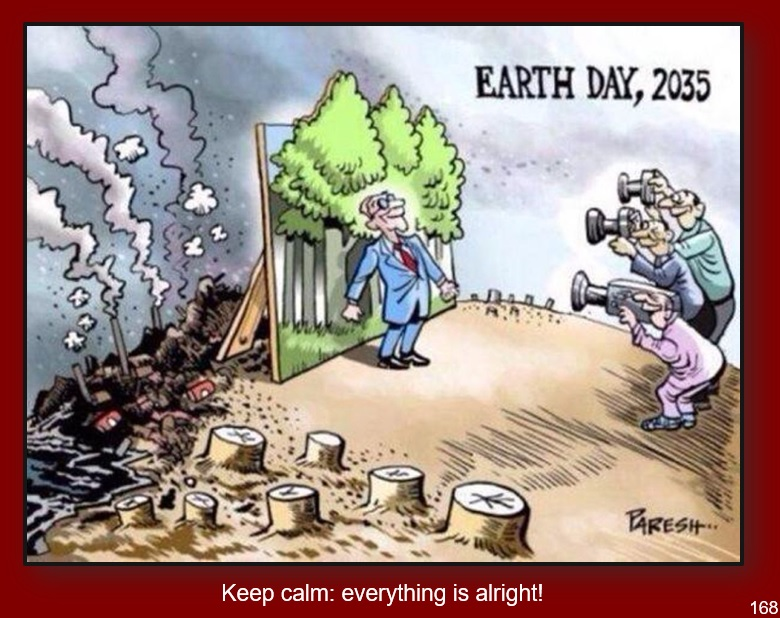 EARTH DAY, 2035
PARESH..
Keep calm: everything is alright!
168